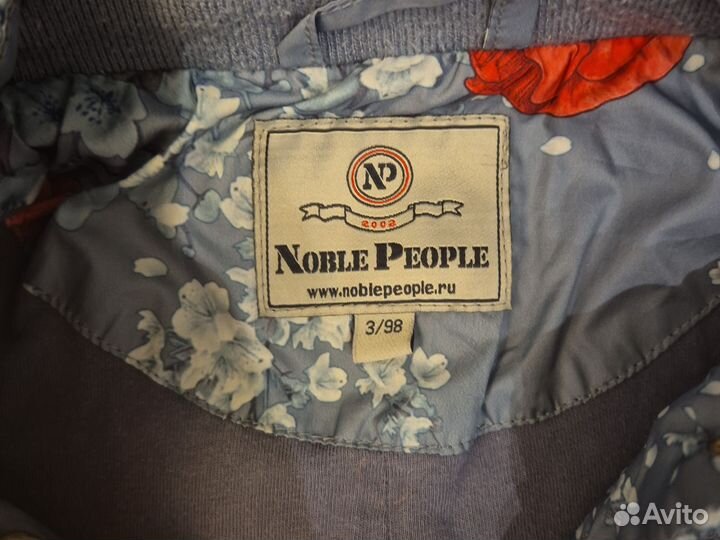 NP
2002
NOBLE PEOPLE
www.noblepeople.ru
3/98
Avito